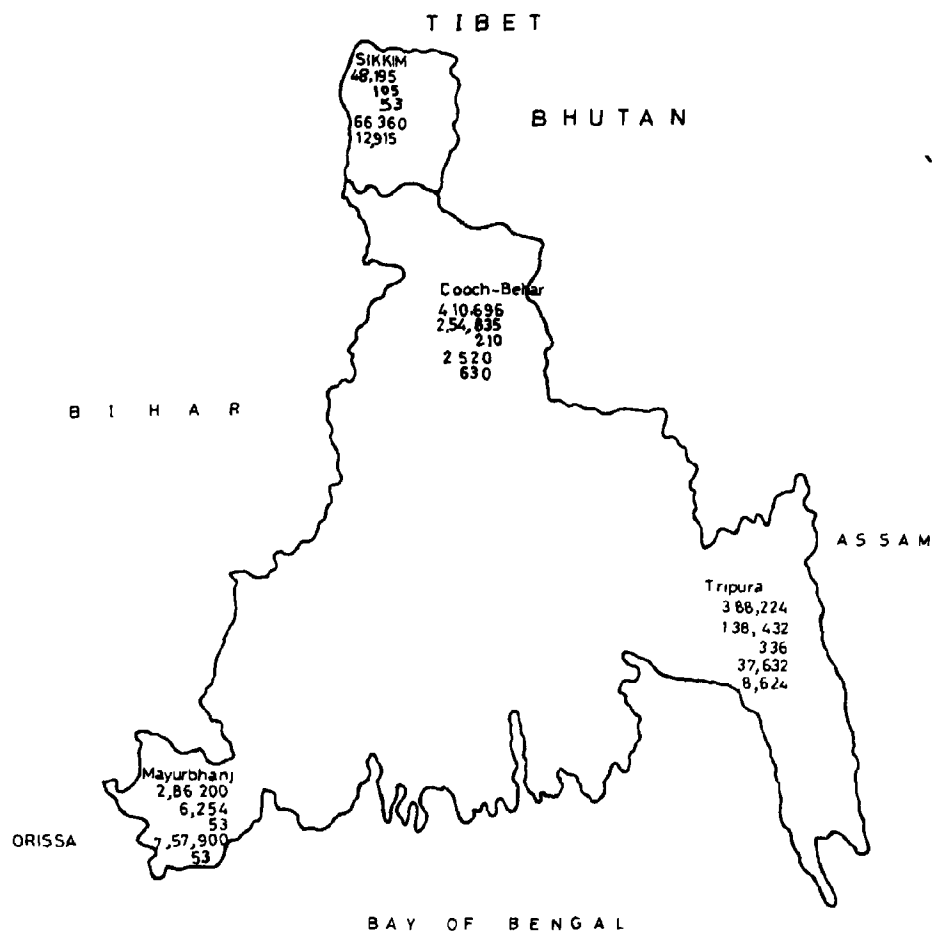 TIBET
SIKKIM
48,195
105
53
66 360
12,915
BHUTAN
Cooch-Behar
4 10,696
2,54,835
210
2 520
630
BIHAR
ASSAM
Tripura
388,224
138,432
336
37,632
8,624
Mayurbhanj
2,86 200
6,254
53
7,57,900
53
ORISSA
BAY OF BENGAL